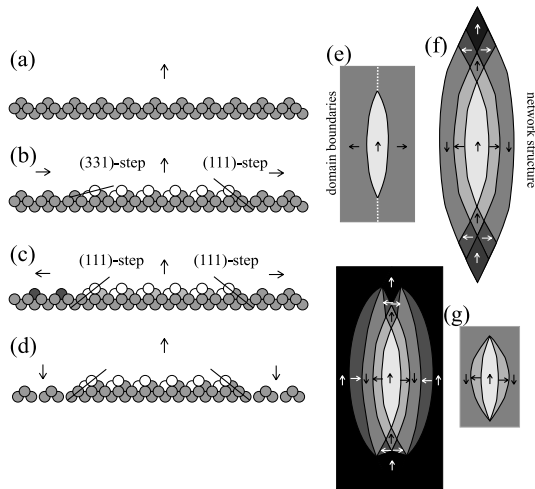 (a)
(b)
(331)-step
(111)-step
(c)
(111)-step
(111)-step
(d)
(e)
domain boundaries
(f)
network structure
(g)